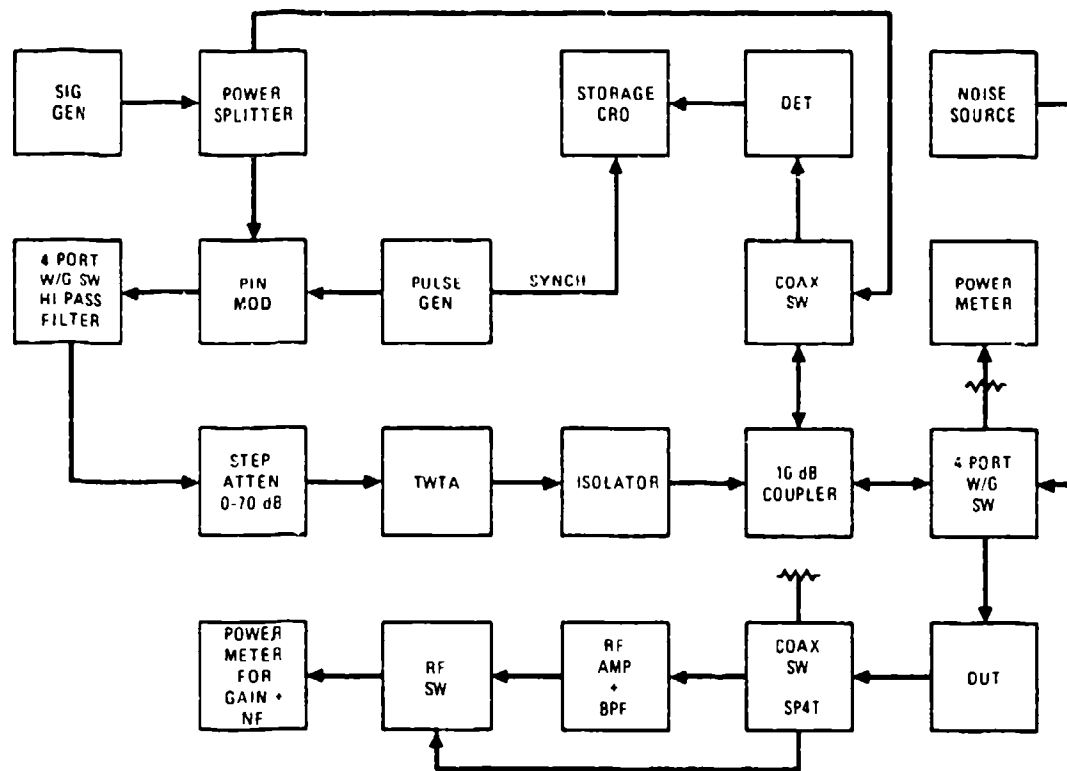 SIG
GEN
POWER
SPLITTER
STORAGE
CRO
DET
NOISE
SOURCE
4 PORT
W/G SW
HI PASS
FILTER
PIN
MOD
PULSE
GEN
SYNCH
COAX
SW
POWER
METER
STEP
ATTEN
0-70 dB
TWTA
ISOLATOR
10 dB
COUPLER
4 PORT
W/G
SW
POWER
METER
FOR
GAIN +
NF
RF
SW
RF
AMP
+
BPF
COAX
SW
SP4T
DUT